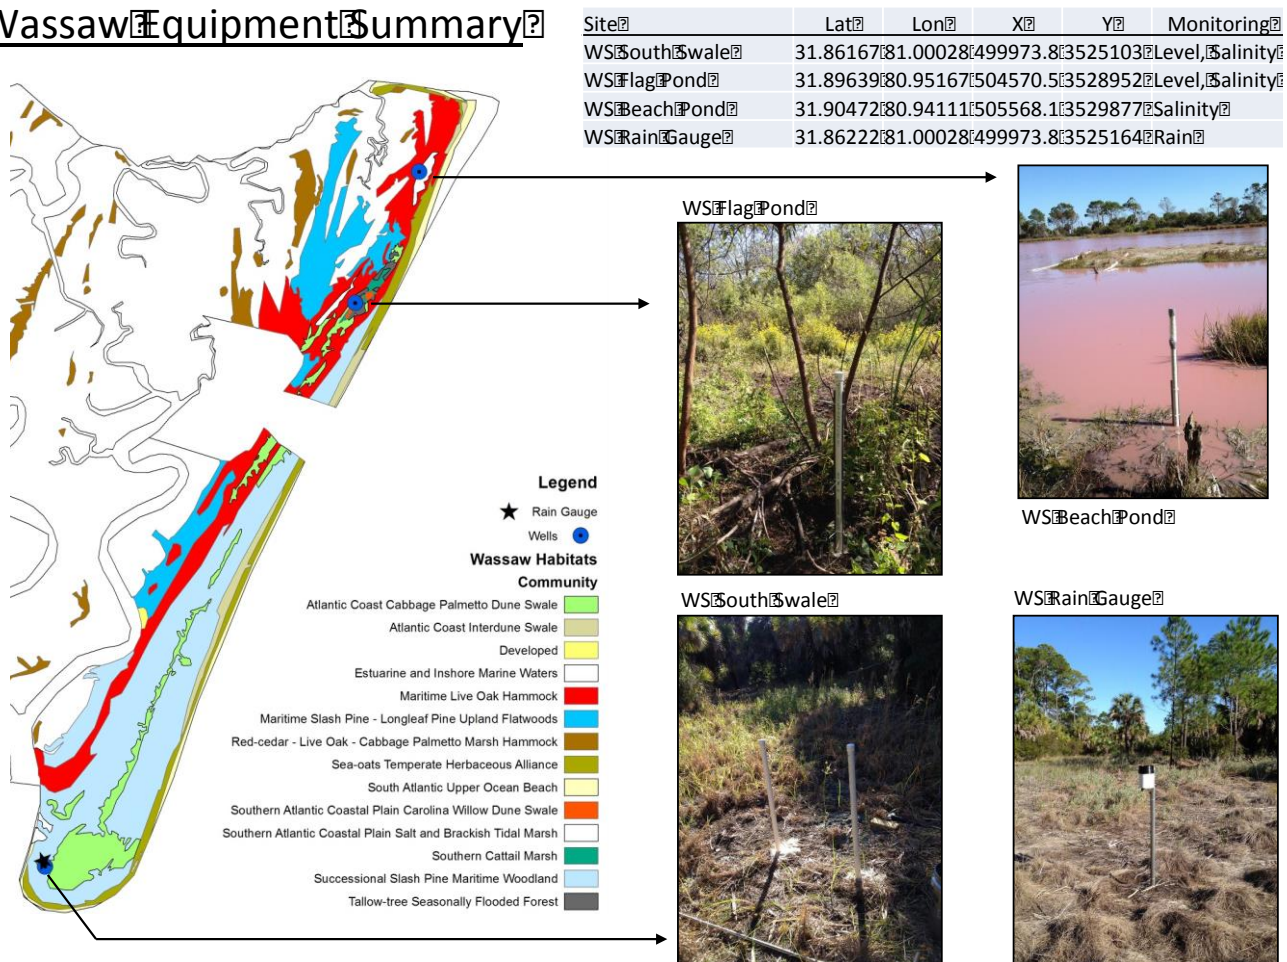 Wassaw Equipment Summary
Site Lat Lon X Y Monitoring
WS South Swale 31.86167 81.00028 499973.8 3525103 Level, Salinity
WS Flag Pond 31.89639 80.95167 504570.5 3528952 Level, Salinity
WS Beach Pond 31.90472 80.94111 505568.1 3529877 Salinity
WS Rain Gauge 31.86222 81.00028 499973.8 3525164 Rain
WS Flag Pond
WS Beach Pond
WS South Swale
WS Rain Gauge
Legend
Rain Gauge
Wells
Wassaw Habitats
Community
Atlantic Coast Cabbage Palmetto Dune Swale
Atlantic Coast Interdune Swale
Developed
Estuarine and Inshore Marine Waters
Maritime Live Oak Hammock
Maritime Slash Pine - Longleaf Pine Upland Flatwoods
Red-cedar - Live Oak - Cabbage Palmetto Marsh Hammock
Sea-oats Temperate Herbaceous Alliance
South Atlantic Upper Ocean Beach
Southern Atlantic Coastal Plain Carolina Willow Dune Swale
Southern Atlantic Coastal Plain Salt and Brackish Tidal Marsh
Southern Cattail Marsh
Successional Slash Pine Maritime Woodland
Tallow-tree Seasonally Flooded Forest